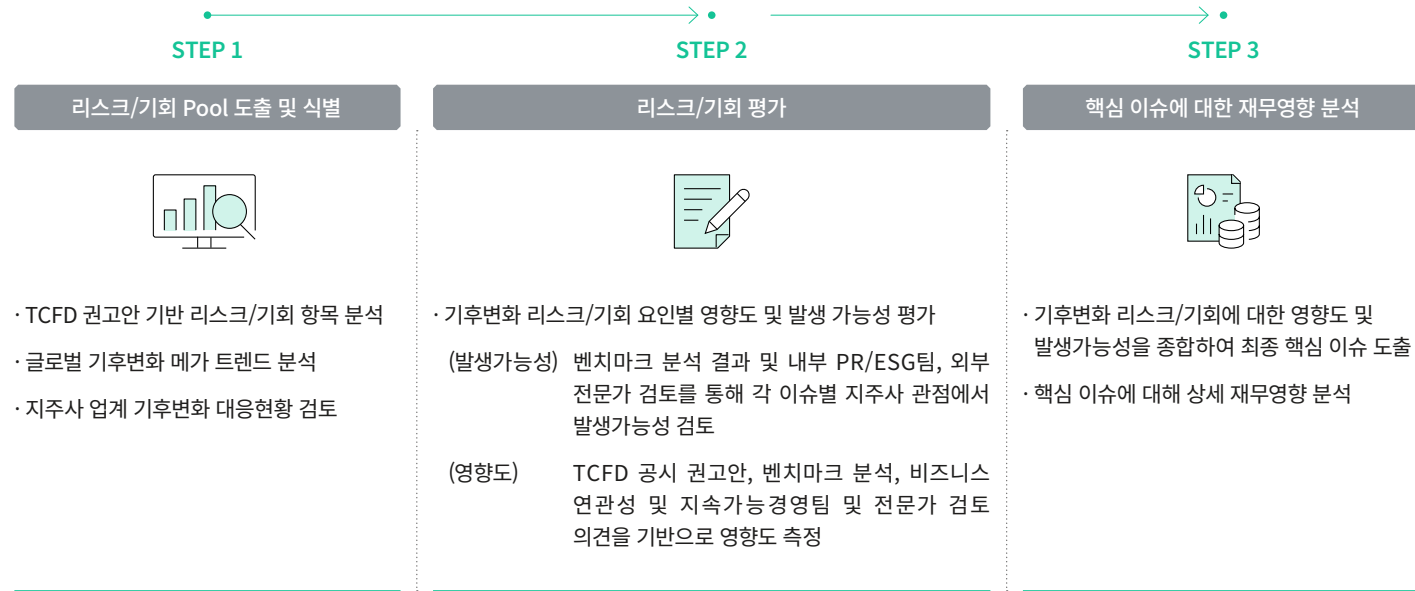 STEP 1
STEP 2
STEP 3
리스크/기회 Pool 도출 및 식별
리스크/기회 평가
핵심 이슈에 대한 재무영향 분석
· TCFD 권고안 기반 리스크/기회 항목 분석
· 글로벌 기후변화 메가 트렌드 분석
· 지주사 업계 기후변화 대응현황 검토
· 기후변화 리스크/기회 요인별 영향도 및 발생 가능성 평가
(발생가능성) 벤치마크 분석 결과 및 내부 PR/ESG팀, 외부
전문가 검토를 통해 각 이슈별 지주사 관점에서
발생가능성 검토
(영향도) TCFD 공시 권고안, 벤치마크 분석, 비즈니스
연관성 및 지속가능경영팀 및 전문가 검토
의견을 기반으로 영향도 측정
· 기후변화 리스크/기회에 대한 영향도 및
발생가능성을 종합하여 최종 핵심 이슈 도출
· 핵심 이슈에 대해 상세 재무영향 분석